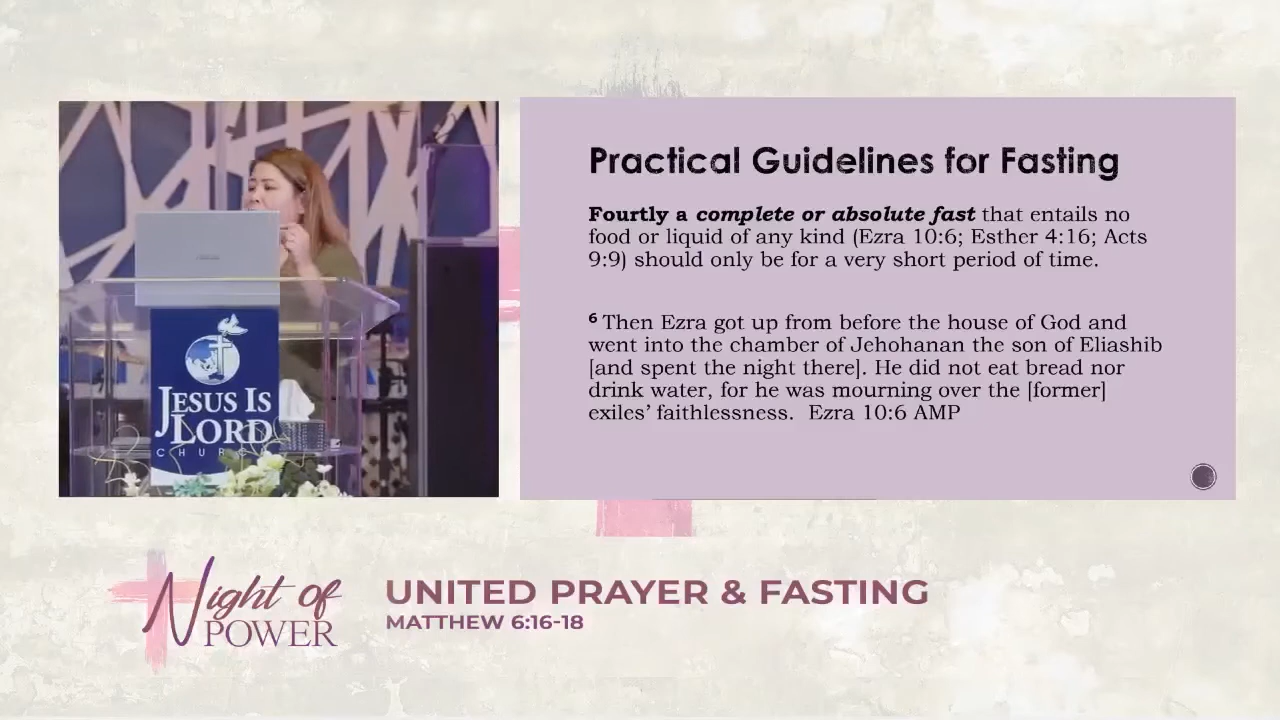 Practical Guidelines for Fasting
Fourtly a complete or absolute fast that entails no
food or liquid of any kind (Ezra 10:6; Esther 4:16; Acts
9:9) should only be for a very short period of time.
6 Then Ezra got up from before the house of God and
went into the chamber of Jehohanan the son of Eliashib
[and spent the night there]. He did not eat bread nor
drink water, for he was mourning over the [former]
exiles’ faithlessness.  Ezra 10:6 AMP
JESUS IS
LORD
CHURCH
Night of
POWER
UNITED PRAYER & FASTING
MATTHEW 6:16-18